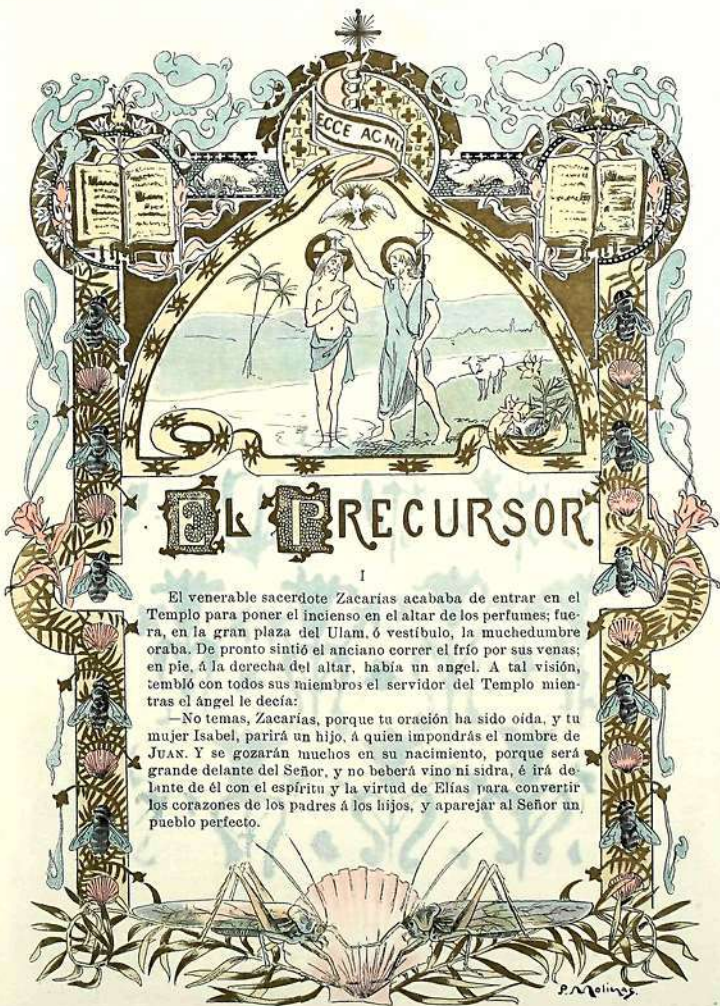 ECCE AGNU
EL PRECURSOR
I
El venerable sacerdote Zacarías acababa de entrar en el
Templo para poner el incienso en el altar de los perfumes; fue-
ra, en la gran plaza del Ulam, ó vestíbulo, la muchedumbre
oraba. De pronto sintió el anciano correr el frío por sus venas;
en pie, á la derecha del altar, había un angel. A tal visión,
tembló con todos sus miembros el servidor del Templo mien-
tras el ángel le decía:
—No temas, Zacarías, porque tu oración ha sido oída, y tu
mujer Isabel, parirá un hijo, á quien impondrás el nombre de
JUAN. Y se gozarán muchos en su nacimiento, porque será
grande delante del Señor, y no beberá vino ni sidra, é irá de-
lante de él con el espíritu y la virtud de Elías para convertir
los corazones de los padres á los hijos, y aparejar al Señor un
pueblo perfecto.
P. Molinas.